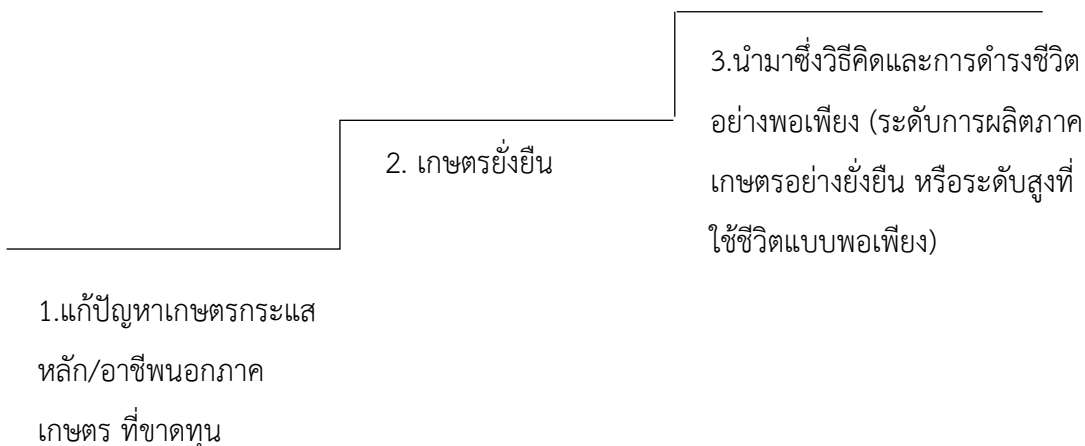 1.แก้ปัญหาเกษตรกระแส
หลัก/อาชีพนอกภาค
เกษตร ที่ขาดทุน
2. เกษตรยั่งยืน
3.นำมาซึ่งวิธีคิดและการดำรงชีวิต
อย่างพอเพียง (ระดับการผลิตภาค
เกษตรอย่างยั่งยืน หรือระดับสูงที่
ใช้ชีวิตแบบพอเพียง)